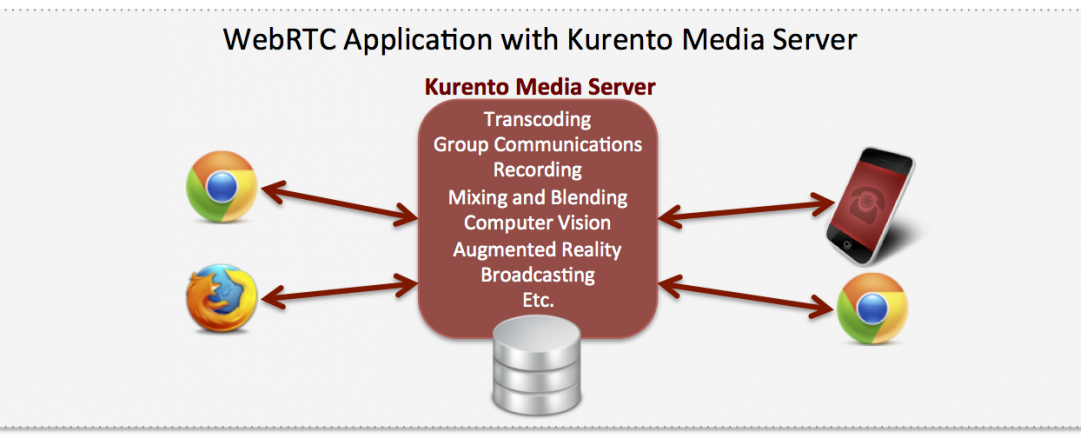 WebRTC Application with Kurento Media Server
Kurento Media Server
Transcoding
Group Communications
Recording
Mixing and Blending
Computer Vision
Augmented Reality
Broadcasting
Etc.